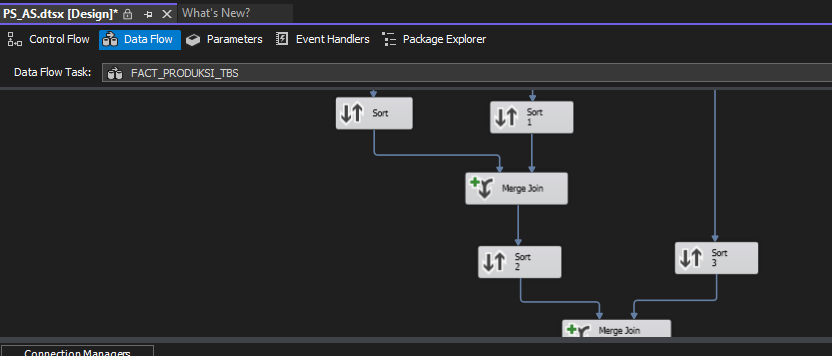 PS_AS.dtsx [Design]*
What's New?
Control Flow
Data Flow
Parameters
Event Handlers
Package Explorer
Data Flow Task:
FACT_PRODUKSI_TBS
Sort
Sort
1
Merge Join
Sort
2
Sort
3
Merge Join
Connection Managers